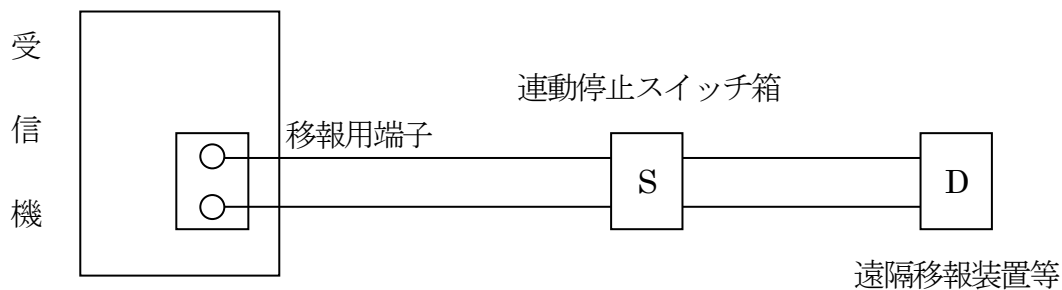 受信機
連動停止スイッチ箱
移報用端子
S
D
遠隔移報装置等